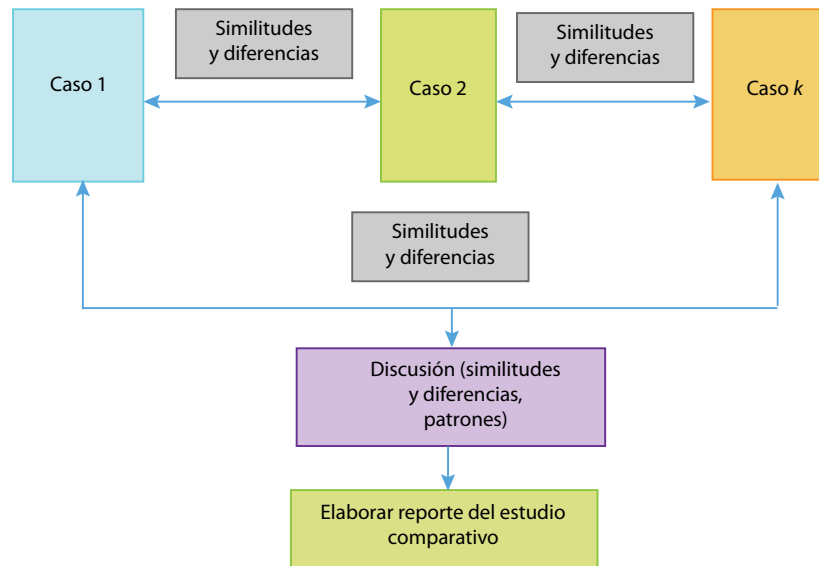 Similitudes
y diferencias
Similitudes
y diferencias
Caso 1
Caso 2
Caso k
Similitudes
y diferencias
Discusión (similitudes
y diferencias,
patrones)
Elaborar reporte del estudio
comparativo